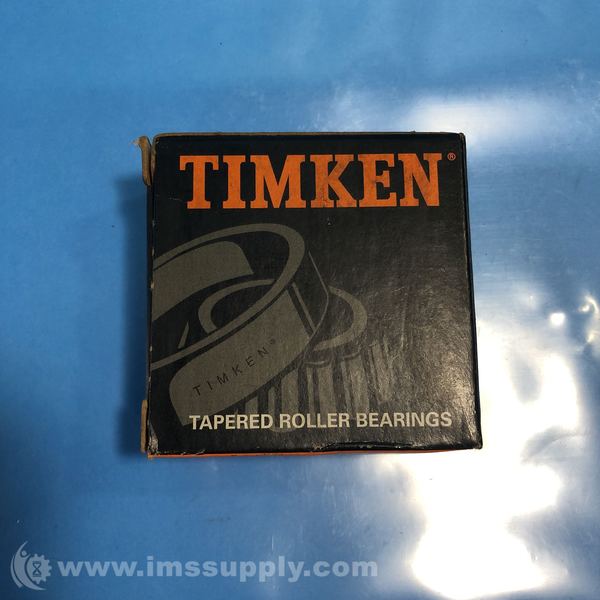 TIMKEN®
TIMKEN®
TAPERED ROLLER BEARINGS
www.imssupply.com